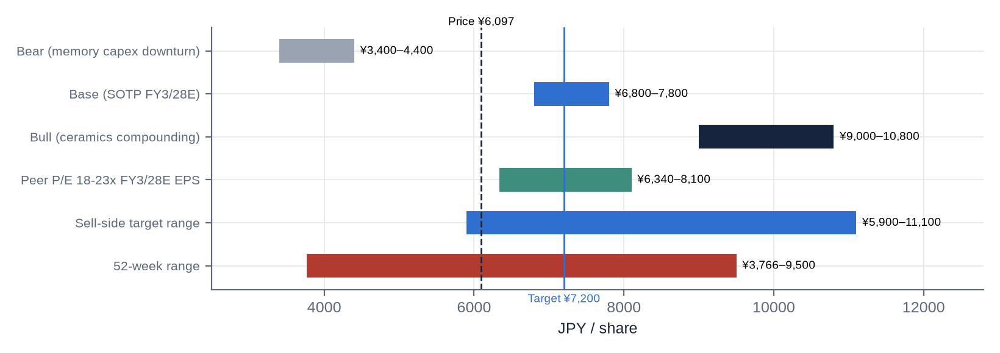 Price ¥6,097
Bear (memory capex downturn)
¥3,400–4,400
Base (SOTP FY3/28E)
¥6,800–7,800
Bull (ceramics compounding)
¥9,000–10,800
Peer P/E 18-23x FY3/28E EPS
¥6,340–8,100
Sell-side target range
¥5,900–11,100
52-week range
¥3,766–9,500
Target ¥7,200
4000 6000 8000 10000 12000
JPY / share